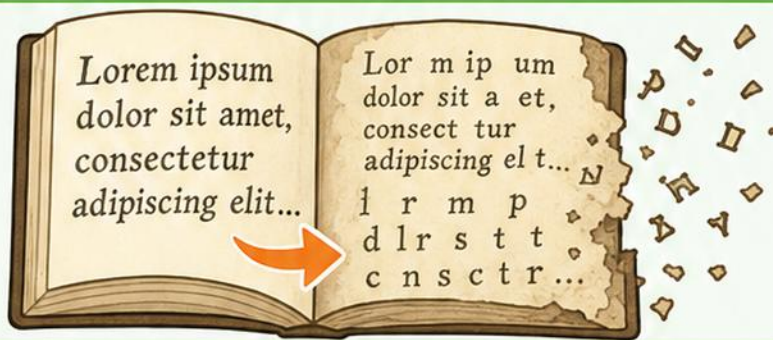 Lorem ipsum
dolor sit amet,
consectetur
adipiscing elit...
Lor m ip um
dolor sit a et,
consect tur
adipiscing el t...
l r m p
d l r s t t
c n s c t r ...